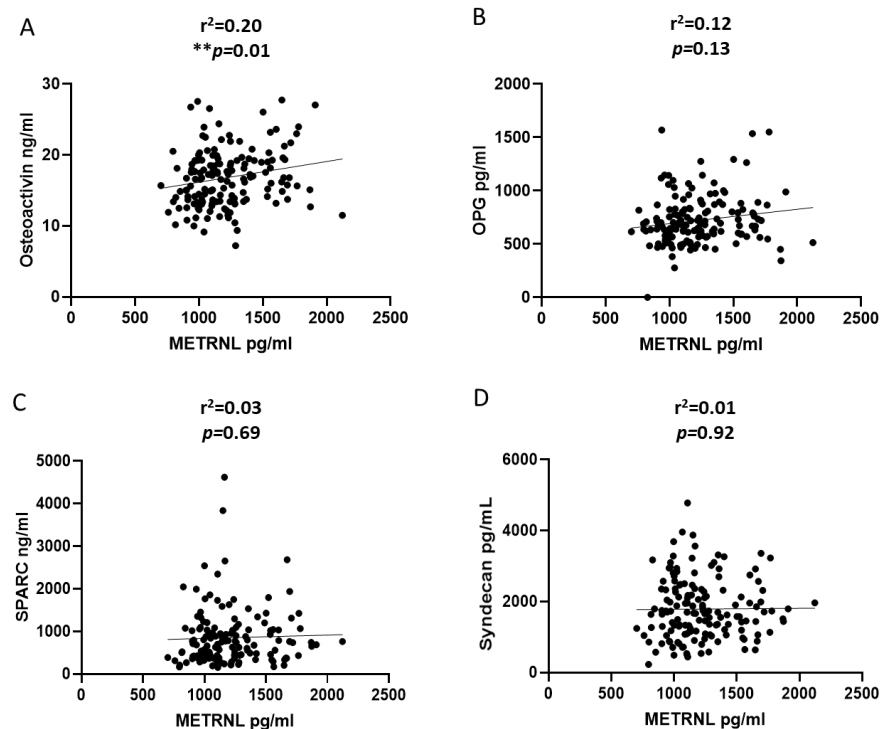 A
r²=0.20
**p=0.01
Osteoactivin ng/ml
30
20
10
0
0 500 1000 1500 2000 2500
METRNL pg/ml
B
r²=0.12
p=0.13
OPG pg/ml
2000
1500
1000
500
0
0 500 1000 1500 2000 2500
METRNL pg/ml
C
r²=0.03
p=0.69
SPARC ng/ml
5000
4000
3000
2000
1000
0
0 500 1000 1500 2000 2500
METRNL pg/ml
D
r²=0.01
p=0.92
Syndecan pg/mL
6000
4000
2000
0
0 500 1000 1500 2000 2500
METRNL pg/ml